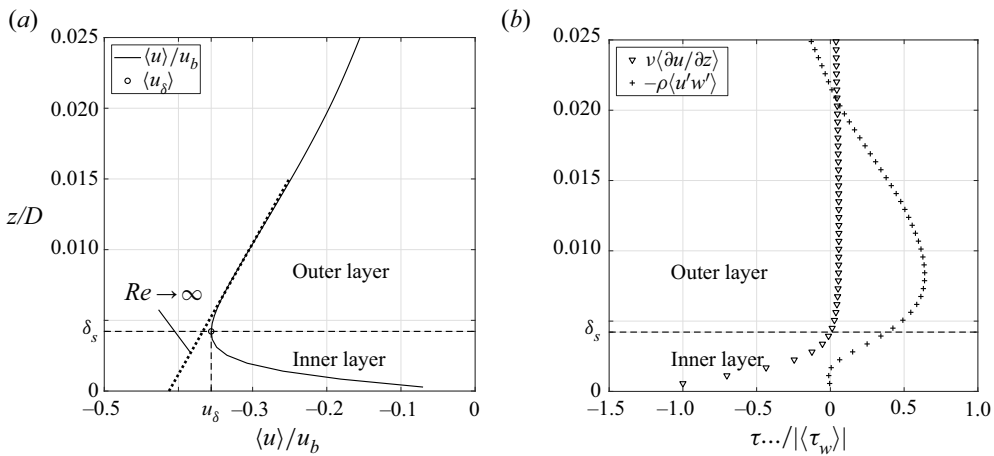 (a)
0.025
0.020
0.015
z/D
0.010
δs
0.005
0
⟨u⟩/u_b
⟨u_δ⟩
Outer layer
Re → ∞
Inner layer
−0.5
−0.4
u_δ
−0.3
−0.2
−0.1
0
⟨u⟩/u_b
(b)
0.025
0.020
0.015
0.010
δs
0.005
0
ν⟨∂u/∂z⟩
−ρ⟨u′w′⟩
Outer layer
Inner layer
−1.5
−1.0
−0.5
0
0.5
1.0
τ.../|⟨τ_w⟩|